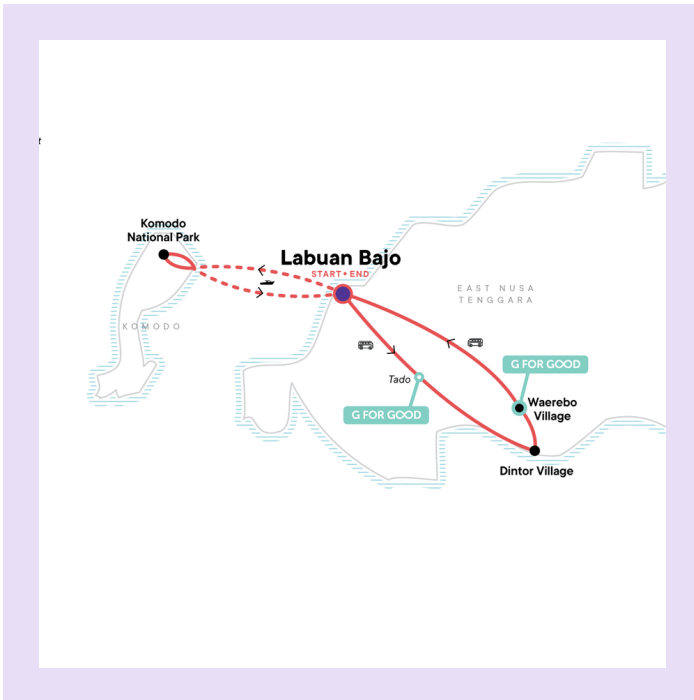 Komodo
National Park
Labuan Bajo
START • END
EAST NUSA
TENGGARA
KOMODO
G FOR GOOD
Tado
Waerebo
Village
G FOR GOOD
Dintor Village